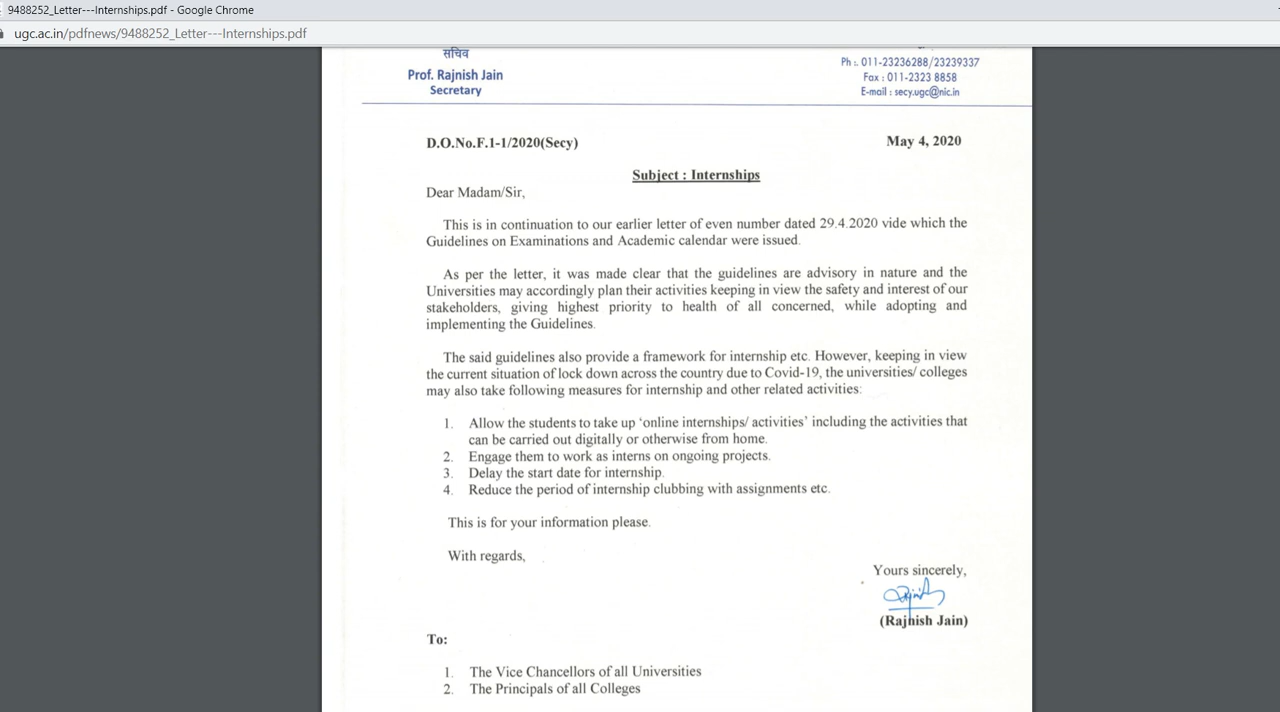 9488252_Letter---Internships.pdf - Google Chrome
ugc.ac.in/pdfnews/9488252_Letter---Internships.pdf
सचिव
Prof. Rajnish Jain
Secretary
Ph :. 011-23236288/23239337
Fax : 011-2323 8858
E-mail : secy.ugc@nic.in
D.O.No.F.1-1/2020(Secy)
May 4, 2020
Subject : Internships
Dear Madam/Sir,
This is in continuation to our earlier letter of even number dated 29.4.2020 vide which the
Guidelines on Examinations and Academic calendar were issued.
As per the letter, it was made clear that the guidelines are advisory in nature and the
Universities may accordingly plan their activities keeping in view the safety and interest of our
stakeholders, giving highest priority to health of all concerned, while adopting and
implementing the Guidelines.
The said guidelines also provide a framework for internship etc. However, keeping in view
the current situation of lock down across the country due to Covid-19, the universities/ colleges
may also take following measures for internship and other related activities:
1. Allow the students to take up ‘online internships/ activities’ including the activities that
can be carried out digitally or otherwise from home.
2. Engage them to work as interns on ongoing projects.
3. Delay the start date for internship.
4. Reduce the period of internship clubbing with assignments etc.
This is for your information please.
With regards,
Yours sincerely,
(Rajnish Jain)
To:
1. The Vice Chancellors of all Universities
2. The Principals of all Colleges